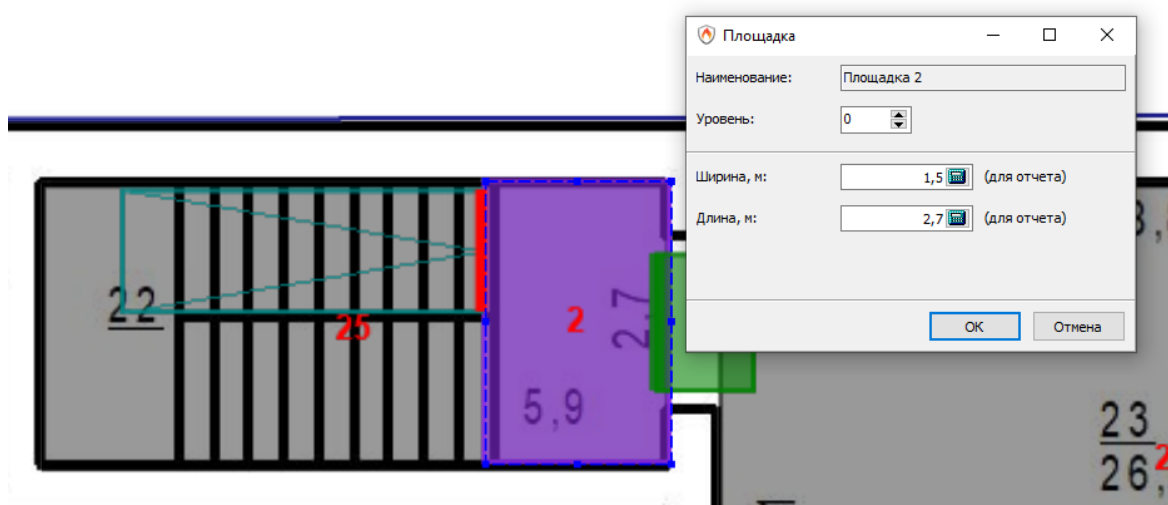 Площадка
Наименование:
Площадка 2
Уровень:
0
Ширина, м:
1,5
(для отчета)
Длина, м:
2,7
(для отчета)
OK
Отмена
22
25
2
2,7
5,9
23
26,
2